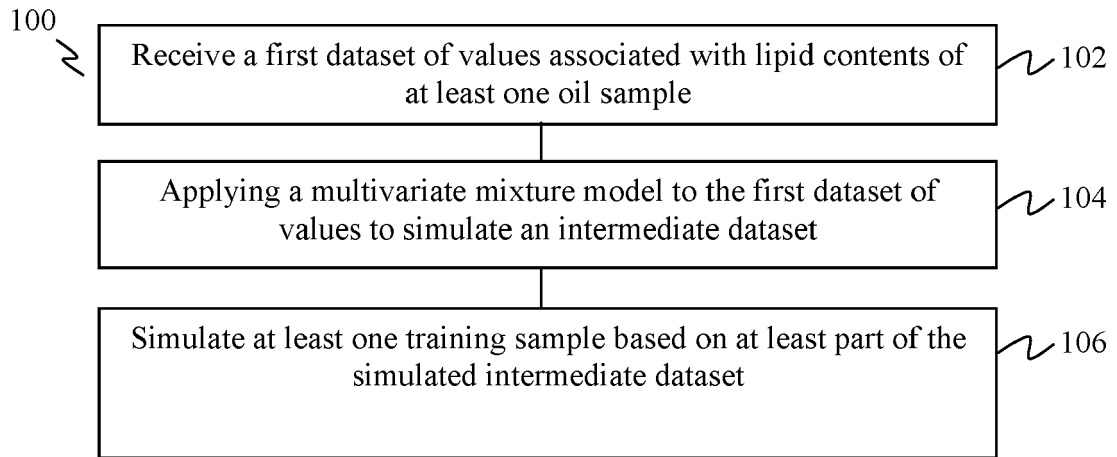 100
Receive a first dataset of values associated with lipid contents of
at least one oil sample
102
Applying a multivariate mixture model to the first dataset of
values to simulate an intermediate dataset
104
Simulate at least one training sample based on at least part of the
simulated intermediate dataset
106